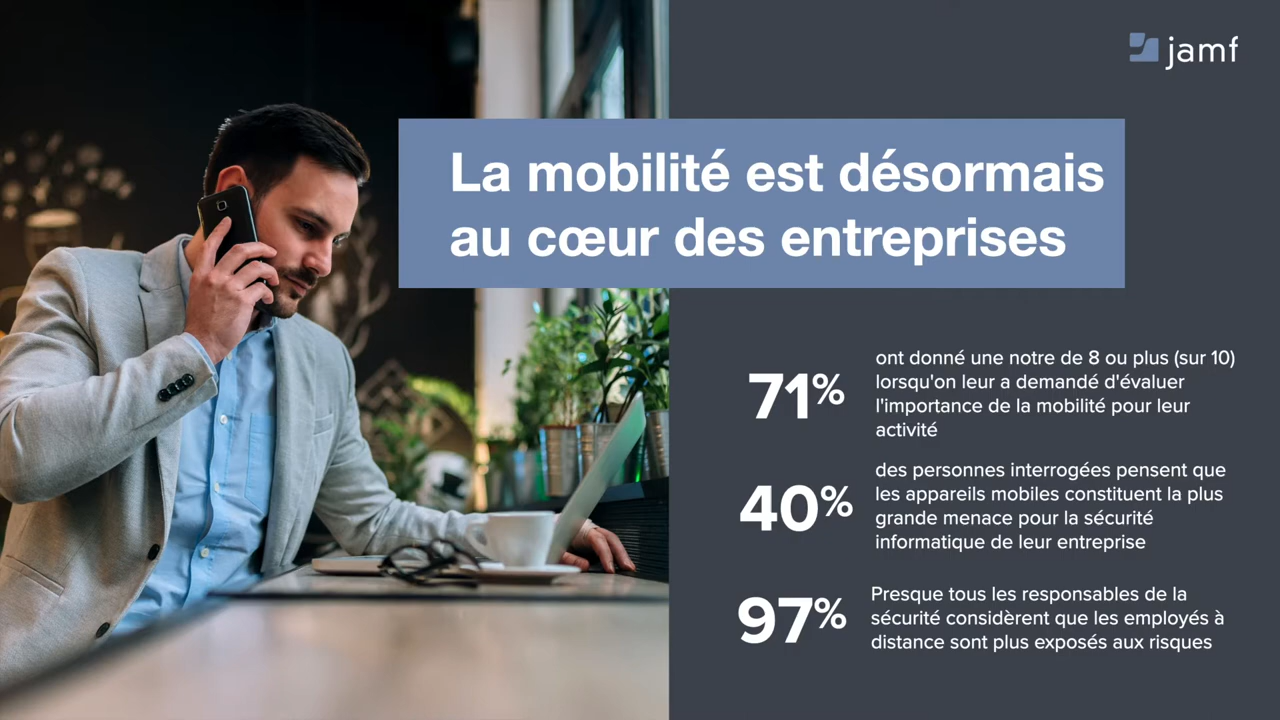 jamf
La mobilité est désormais
au cœur des entreprises
71%
ont donné une notre de 8 ou plus (sur 10)
lorsqu'on leur a demandé d'évaluer
l'importance de la mobilité pour leur
activité
40%
des personnes interrogées pensent que
les appareils mobiles constituent la plus
grande menace pour la sécurité
informatique de leur entreprise
97%
Presque tous les responsables de la
sécurité considèrent que les employés à
distance sont plus exposés aux risques